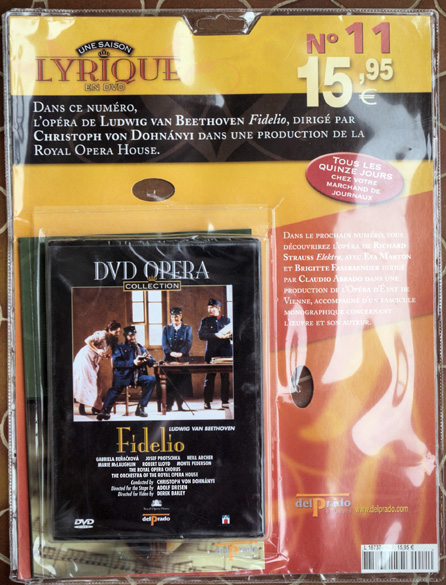 UNE SAISON
LYRIQUE
EN DVD
N° 11
15,95
€
DANS CE NUMÉRO,
L'OPÉRA DE LUDWIG VAN BEETHOVEN Fidelio, DIRIGÉ PAR
CHRISTOPH VON DOHNÁNYI DANS UNE PRODUCTION DE LA
ROYAL OPERA HOUSE.
TOUS LES
QUINZE JOURS
CHEZ VOTRE
MARCHAND DE
JOURNAUX
DANS LE PROCHAIN NUMÉRO, VOUS
DÉCOUVRIREZ L'OPÉRA DE RICHARD
STRAUSS Elektra, AVEC EVA MARTON
ET BRIGITTE FASSBAENDER DIRIGÉ
PAR CLAUDIO ABBADO DANS UNE
PRODUCTION DE L'OPÉRA D'ÉTAT DE
VIENNE, ACCOMPAGNÉ D'UN FASCICULE
MONOGRAPHIQUE CONCERNANT
L'ŒUVRE ET SON AUTEUR.
DVD OPERA
COLLECTION
LUDWIG VAN BEETHOVEN
Fidelio
GABRIELA BEŇAČKOVÁ JOSEF PROTSCHKA NEILL ARCHER
MARIE McLAUGHLIN ROBERT LLOYD MONTE PEDERSON
THE ROYAL OPERA CHORUS
THE ORCHESTRA OF THE ROYAL OPERA HOUSE
Conducted by CHRISTOPH VON DOHNÁNYI
Directed for the Stage by ADOLF DRESEN
Directed for Video by DEREK BAILEY
DVD
Royal Opera House
delPrado
delPrado
www.delprado.com
15,95 €